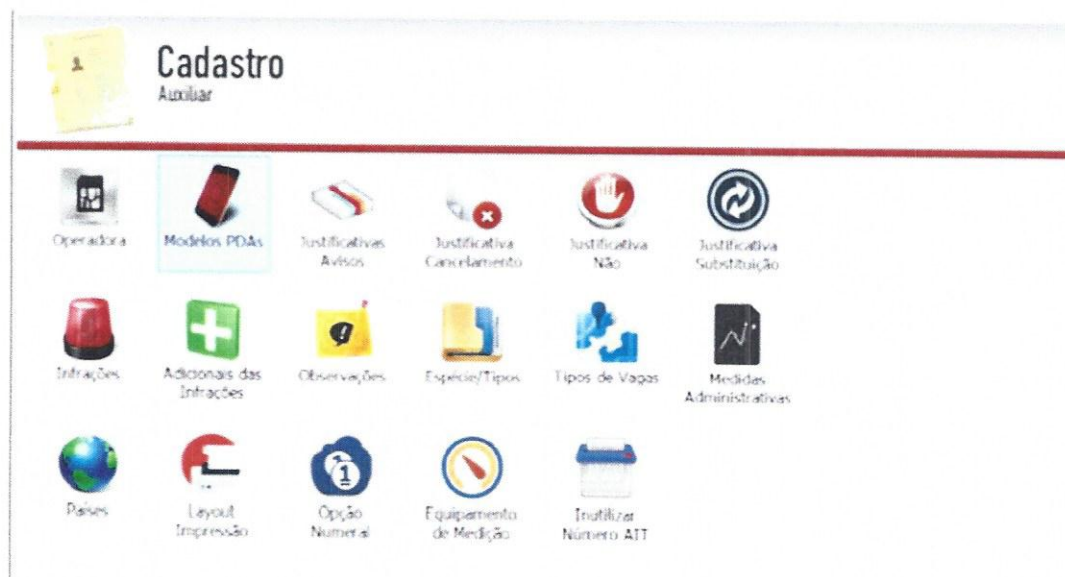 Cadastro
Auxiliar
Operadora
Modelos PDAs
Justificativas
Avisos
Justificativa
Cancelamento
Justificativa
Não
Justificativa
Substituição
Infrações
Adicionais das
Infrações
Observações
Espécie/Tipos
Tipos de Vagas
Medidas
Administrativas
Países
Layout
Impressão
Opção
Numeral
Equipamento
de Medição
Inutilizar
Número AIT